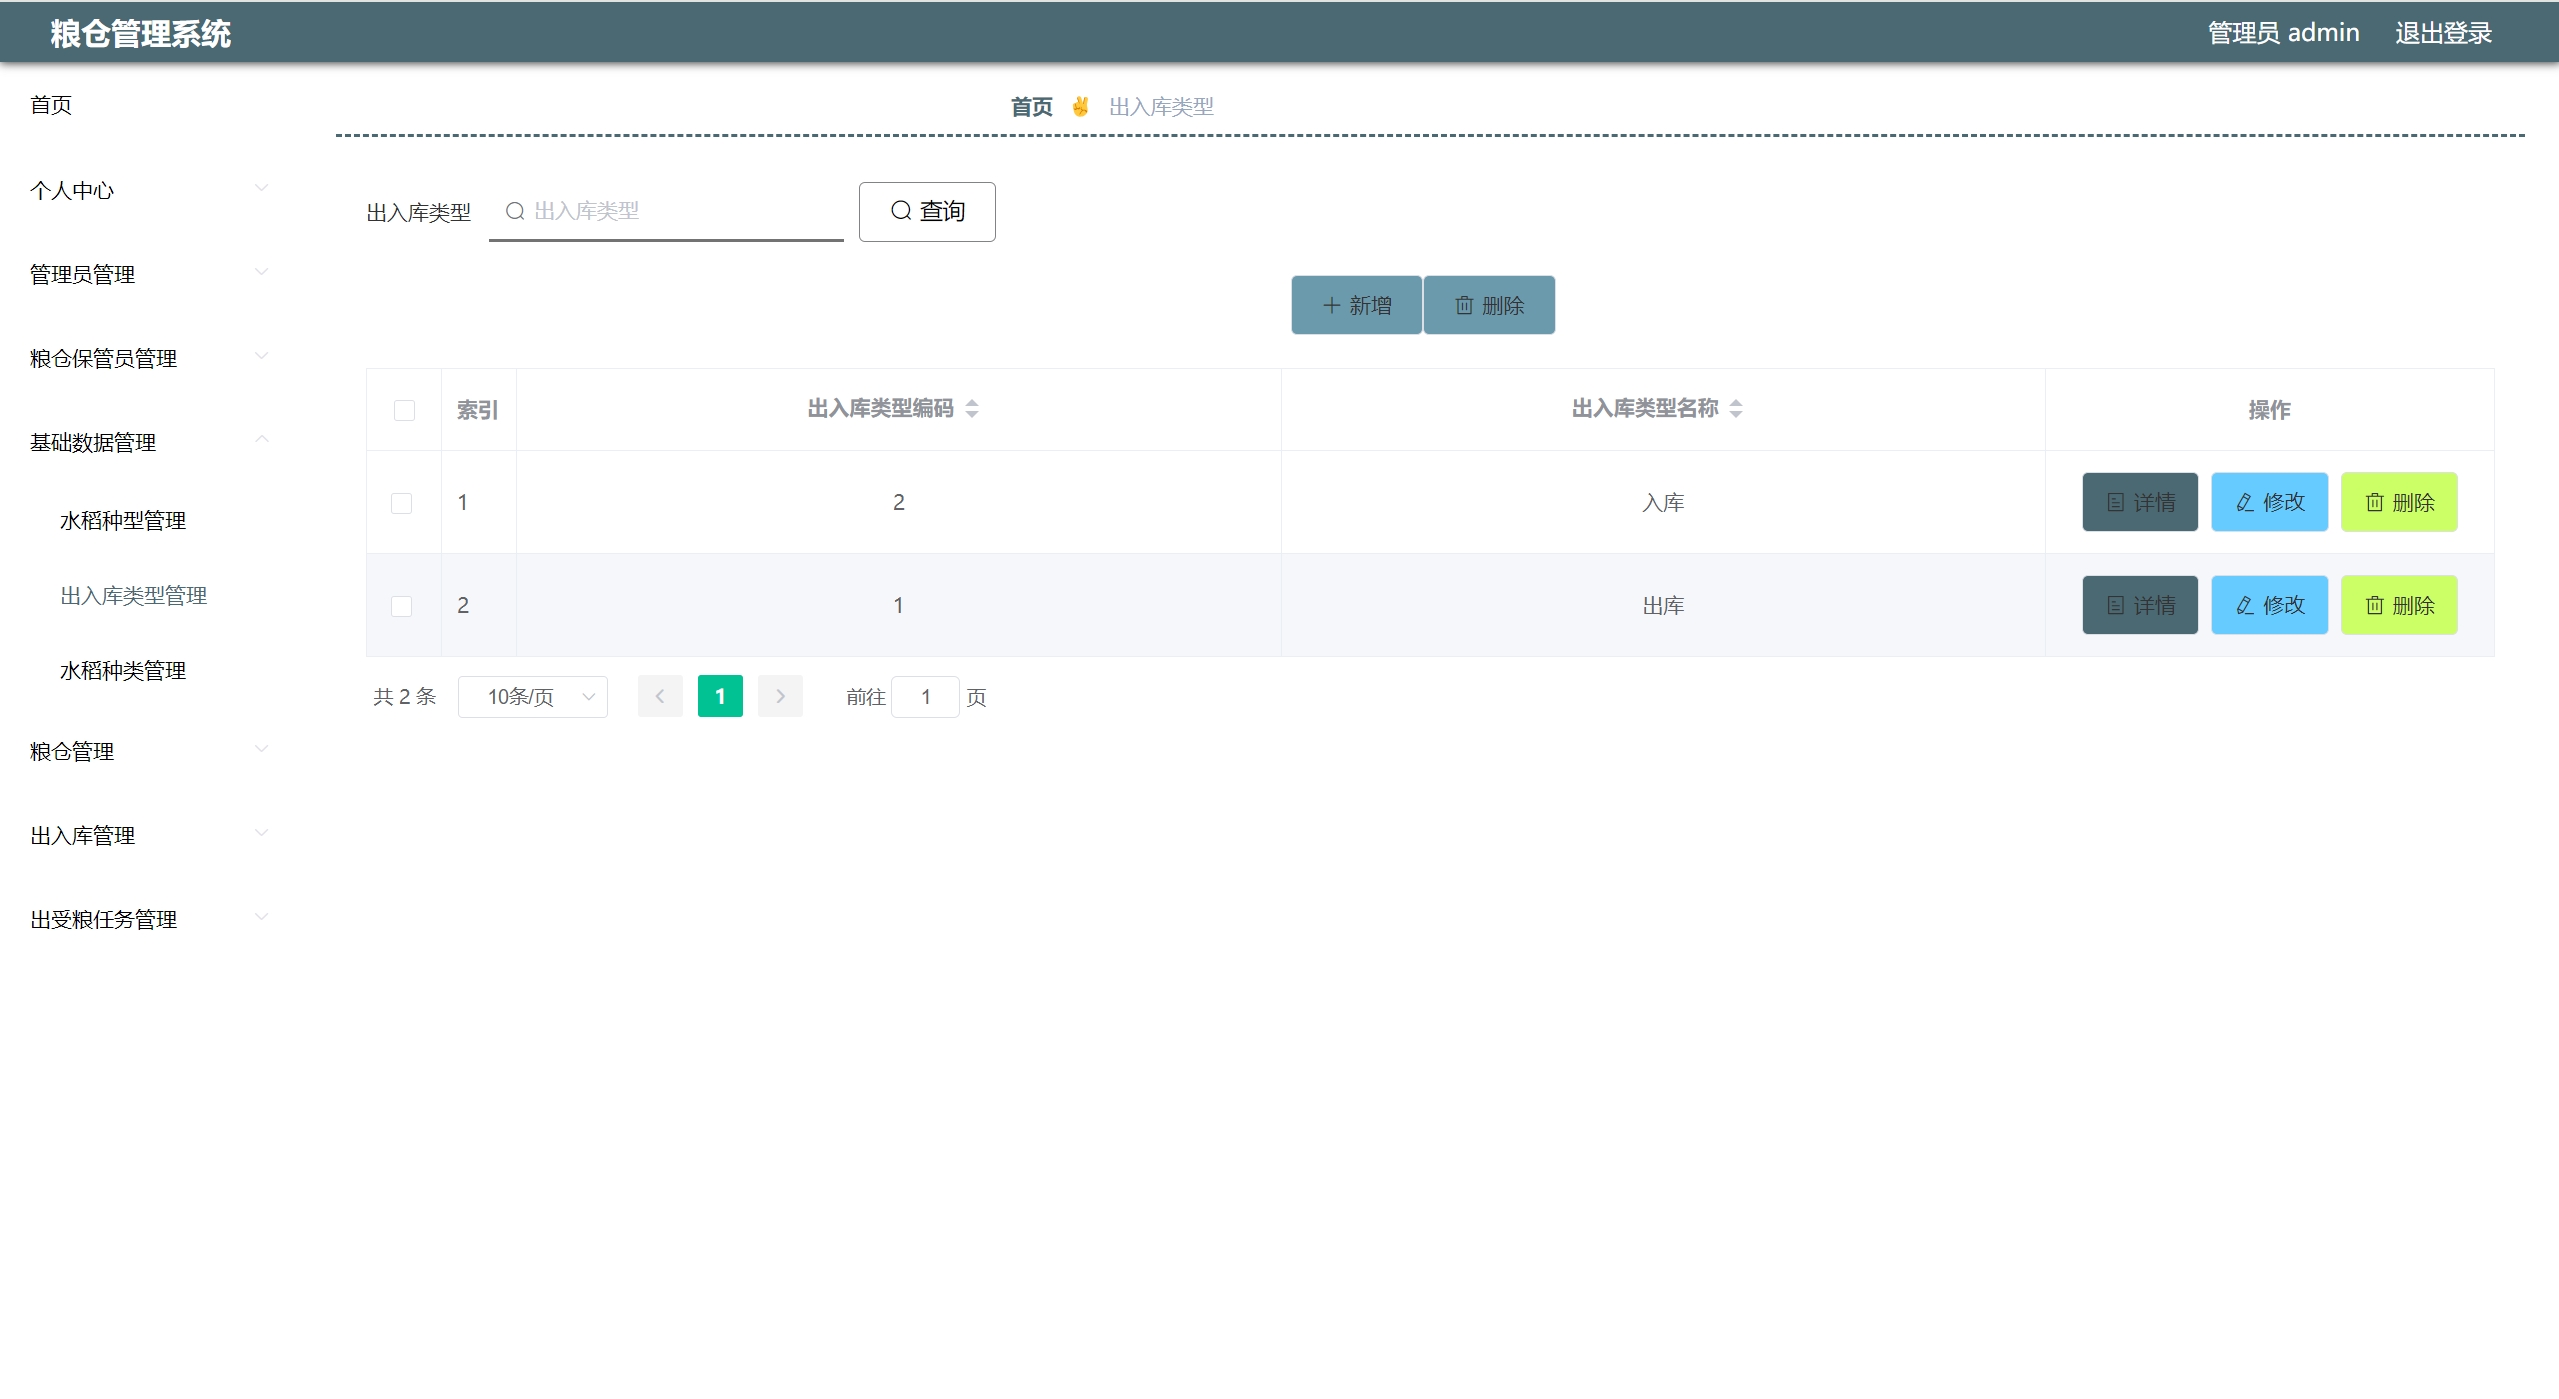 粮仓管理系统
管理员 admin 退出登录
首页
个人中心
管理员管理
粮仓保管员管理
基础数据管理
水稻种型管理
出入库类型管理
水稻种类管理
粮仓管理
出入库管理
出受粮任务管理
首页 ✌ 出入库类型
出入库类型 出入库类型 查询
新增 删除
索引 出入库类型编码 出入库类型名称 操作
1 2 入库 详情 修改 删除
2 1 出库 详情 修改 删除
共 2 条 10条/页 1 前往 1 页